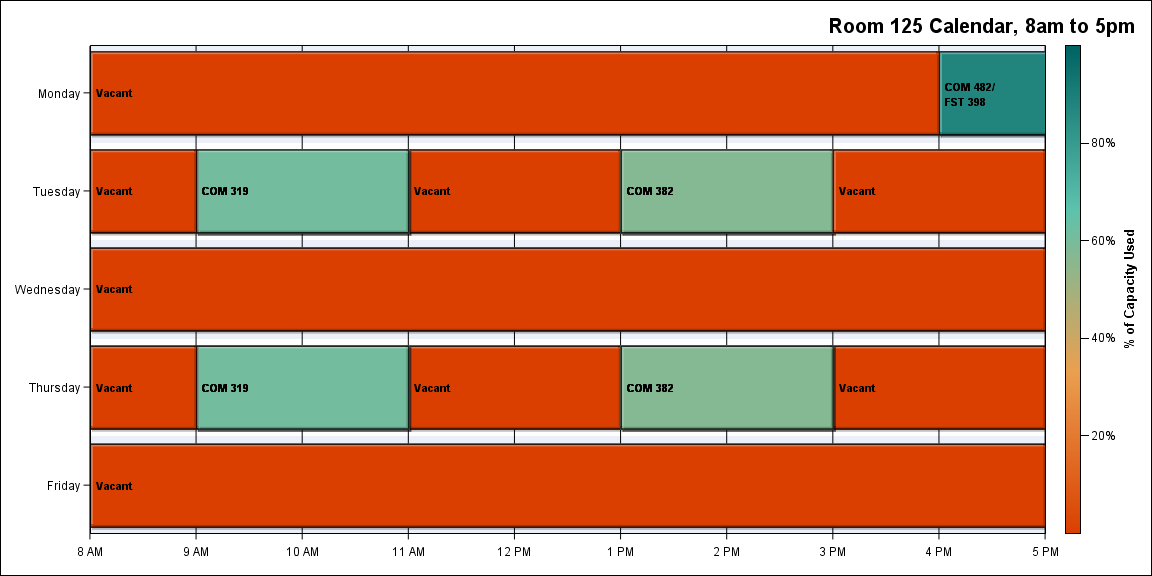 Room 125 Calendar, 8am to 5pm
Monday
Vacant
COM 482/
FST 398
Tuesday
Vacant
COM 319
Vacant
COM 382
Vacant
Wednesday
Vacant
Thursday
Vacant
COM 319
Vacant
COM 382
Vacant
Friday
Vacant
8 AM
9 AM
10 AM
11 AM
12 PM
1 PM
2 PM
3 PM
4 PM
5 PM
80%
60%
40%
20%
% of Capacity Used